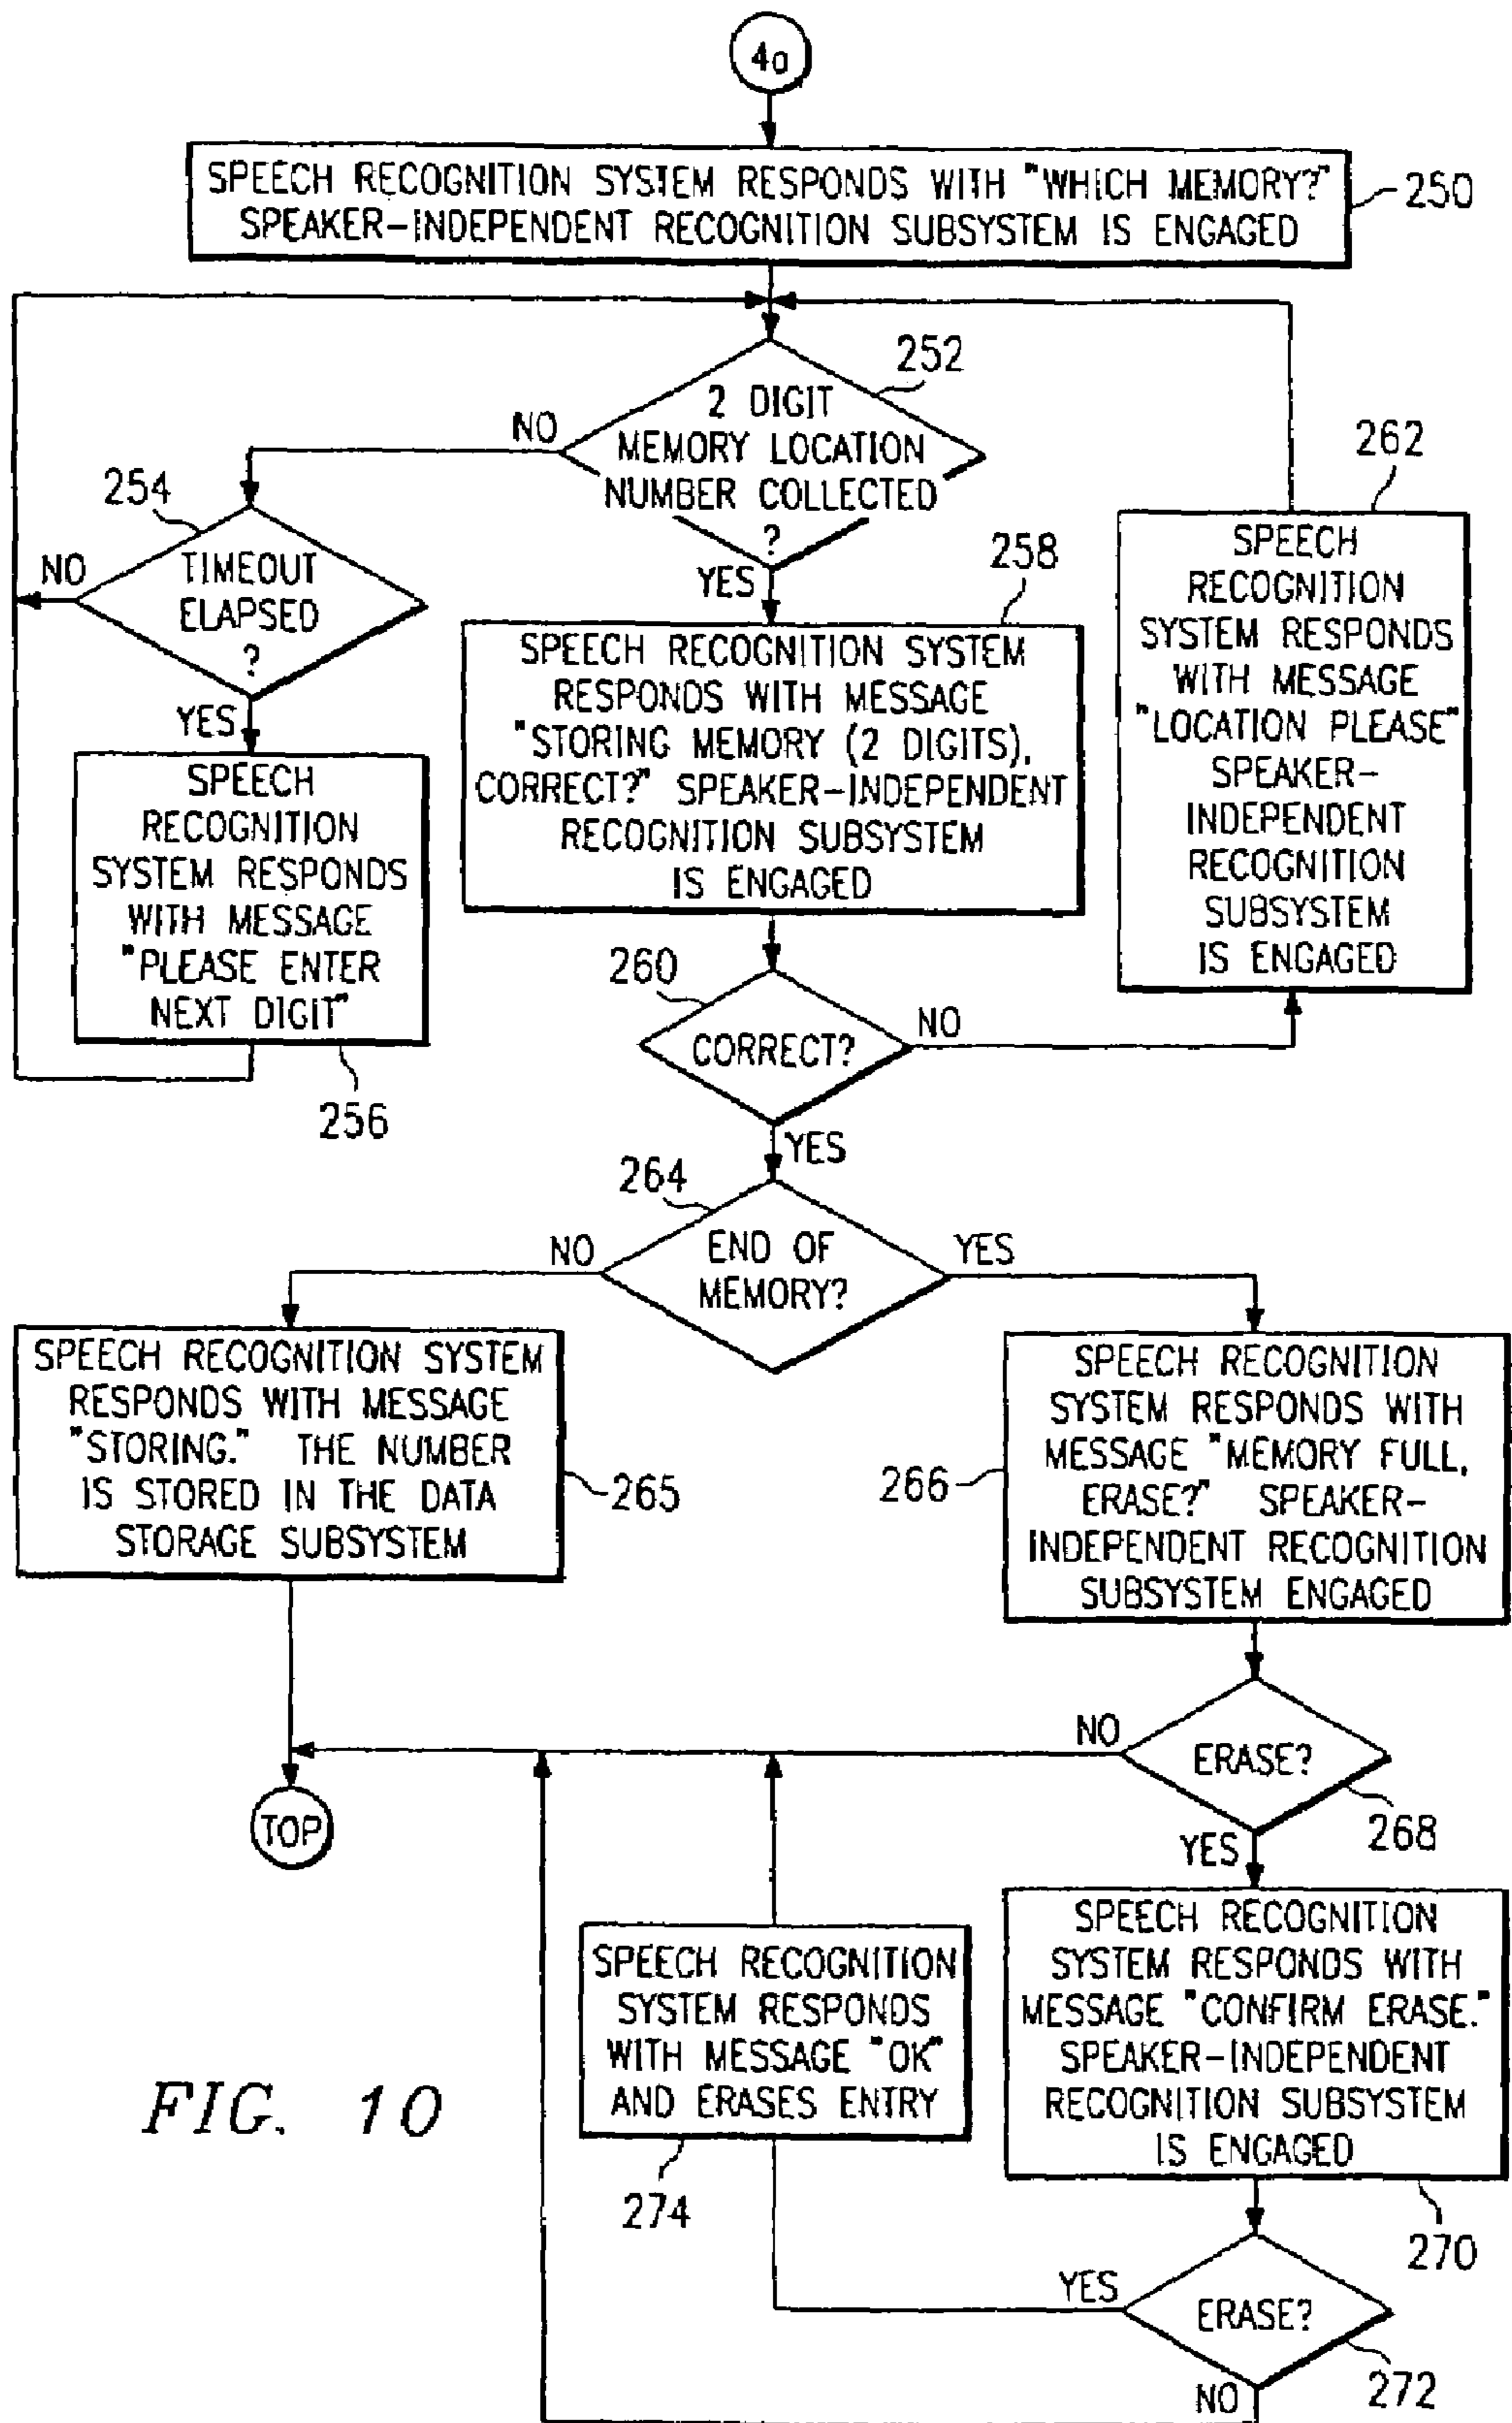 4a
SPEECH RECOGNITION SYSTEM RESPONDS WITH "WHICH MEMORY?"
SPEAKER-INDEPENDENT RECOGNITION SUBSYSTEM IS ENGAGED
250
252
2 DIGIT
MEMORY LOCATION
NUMBER COLLECTED
?
NO
YES
254
TIMEOUT
ELAPSED
?
NO
YES
SPEECH
RECOGNITION
SYSTEM RESPONDS
WITH MESSAGE
"PLEASE ENTER
NEXT DIGIT"
256
258
SPEECH RECOGNITION SYSTEM
RESPONDS WITH MESSAGE
"STORING MEMORY (2 DIGITS),
CORRECT?" SPEAKER-INDEPENDENT
RECOGNITION SUBSYSTEM
IS ENGAGED
262
SPEECH
RECOGNITION
SYSTEM RESPONDS
WITH MESSAGE
"LOCATION PLEASE"
SPEAKER-
INDEPENDENT
RECOGNITION
SUBSYSTEM
IS ENGAGED
260
CORRECT?
NO
YES
264
END OF
MEMORY?
NO
YES
SPEECH RECOGNITION SYSTEM
RESPONDS WITH MESSAGE
"STORING." THE NUMBER
IS STORED IN THE DATA
STORAGE SUBSYSTEM
265
266
SPEECH RECOGNITION
SYSTEM RESPONDS WITH
MESSAGE "MEMORY FULL,
ERASE?" SPEAKER-
INDEPENDENT RECOGNITION
SUBSYSTEM ENGAGED
NO
ERASE?
268
YES
TOP
SPEECH RECOGNITION
SYSTEM RESPONDS WITH
MESSAGE "CONFIRM ERASE."
SPEAKER-INDEPENDENT
RECOGNITION SUBSYSTEM
IS ENGAGED
270
SPEECH RECOGNITION
SYSTEM RESPONDS
WITH MESSAGE "OK"
AND ERASES ENTRY
274
YES
ERASE?
272
NO
FIG. 10